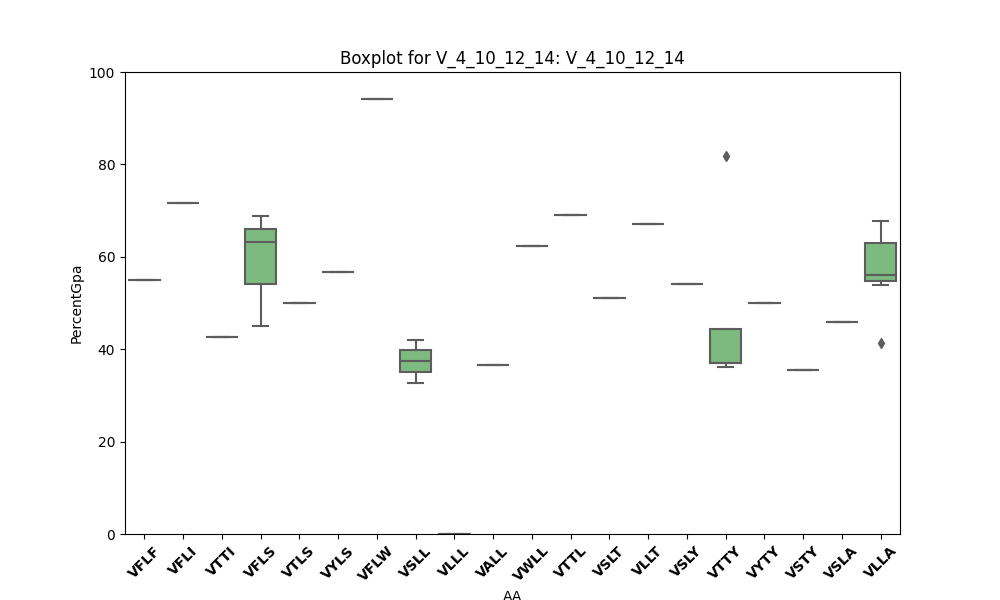 Boxplot for V_4_10_12_14: V_4_10_12_14
100
80
60
40
20
0
PercentGpa
VFLF VFLI VTTI VFLS VTLS VYLS VFLW VSLL VLLL VALL VWLL VTTL VSLT VLLT VSLY VTTY VYTY VSTY VSLA VLLA
AA